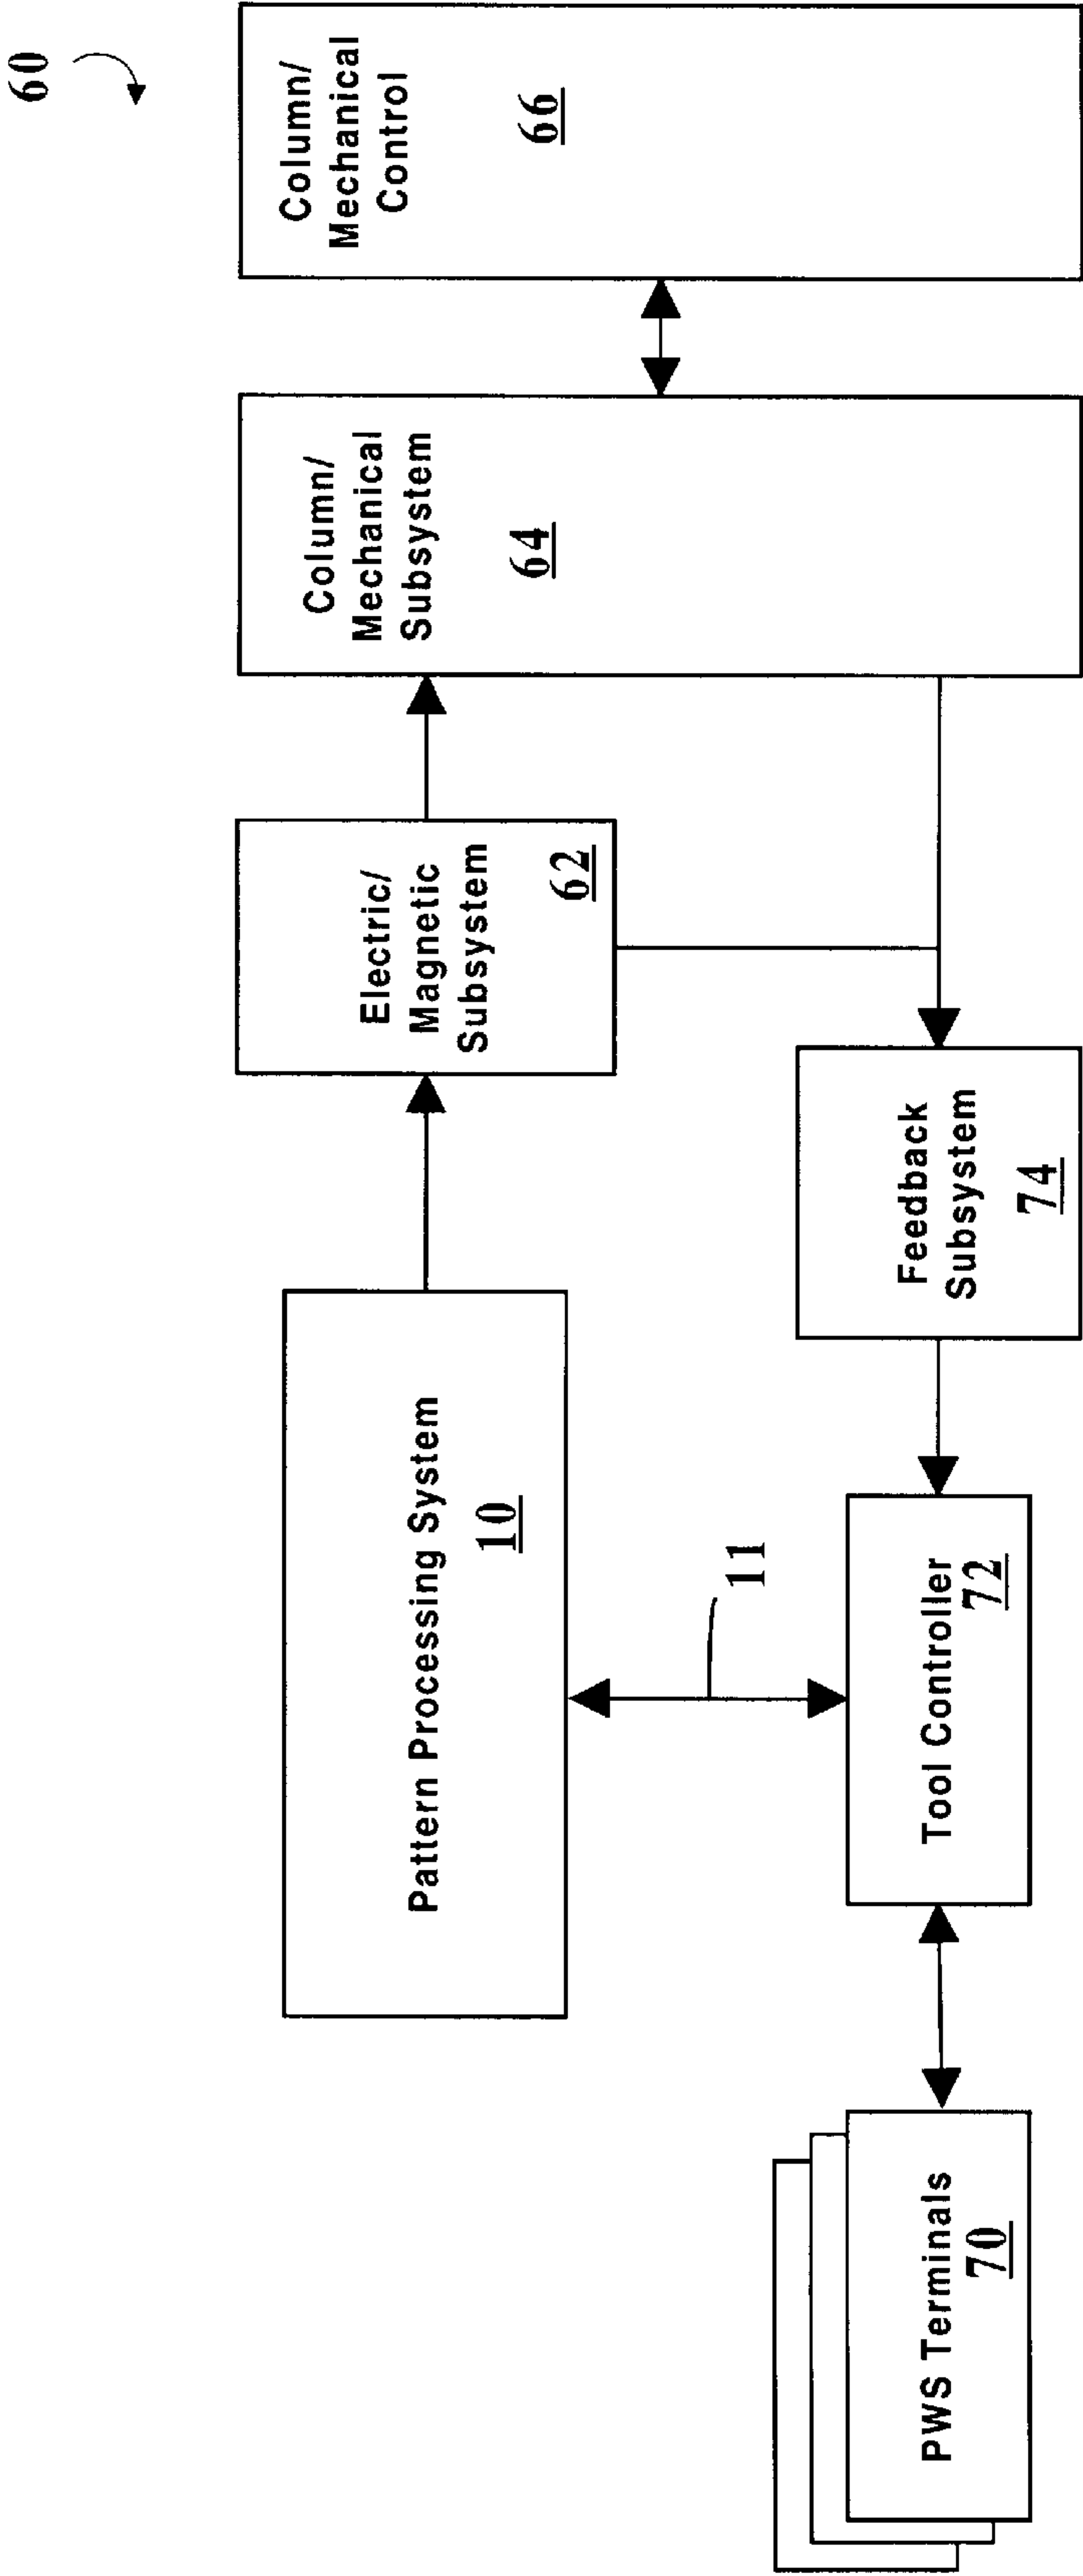 60
Column/
Mechanical
Control
66
Column/
Mechanical
Subsystem
64
Electric/
Magnetic
Subsystem
62
Pattern Processing System
10
11
Feedback
Subsystem
74
Tool Controller
72
PWS Terminals
70